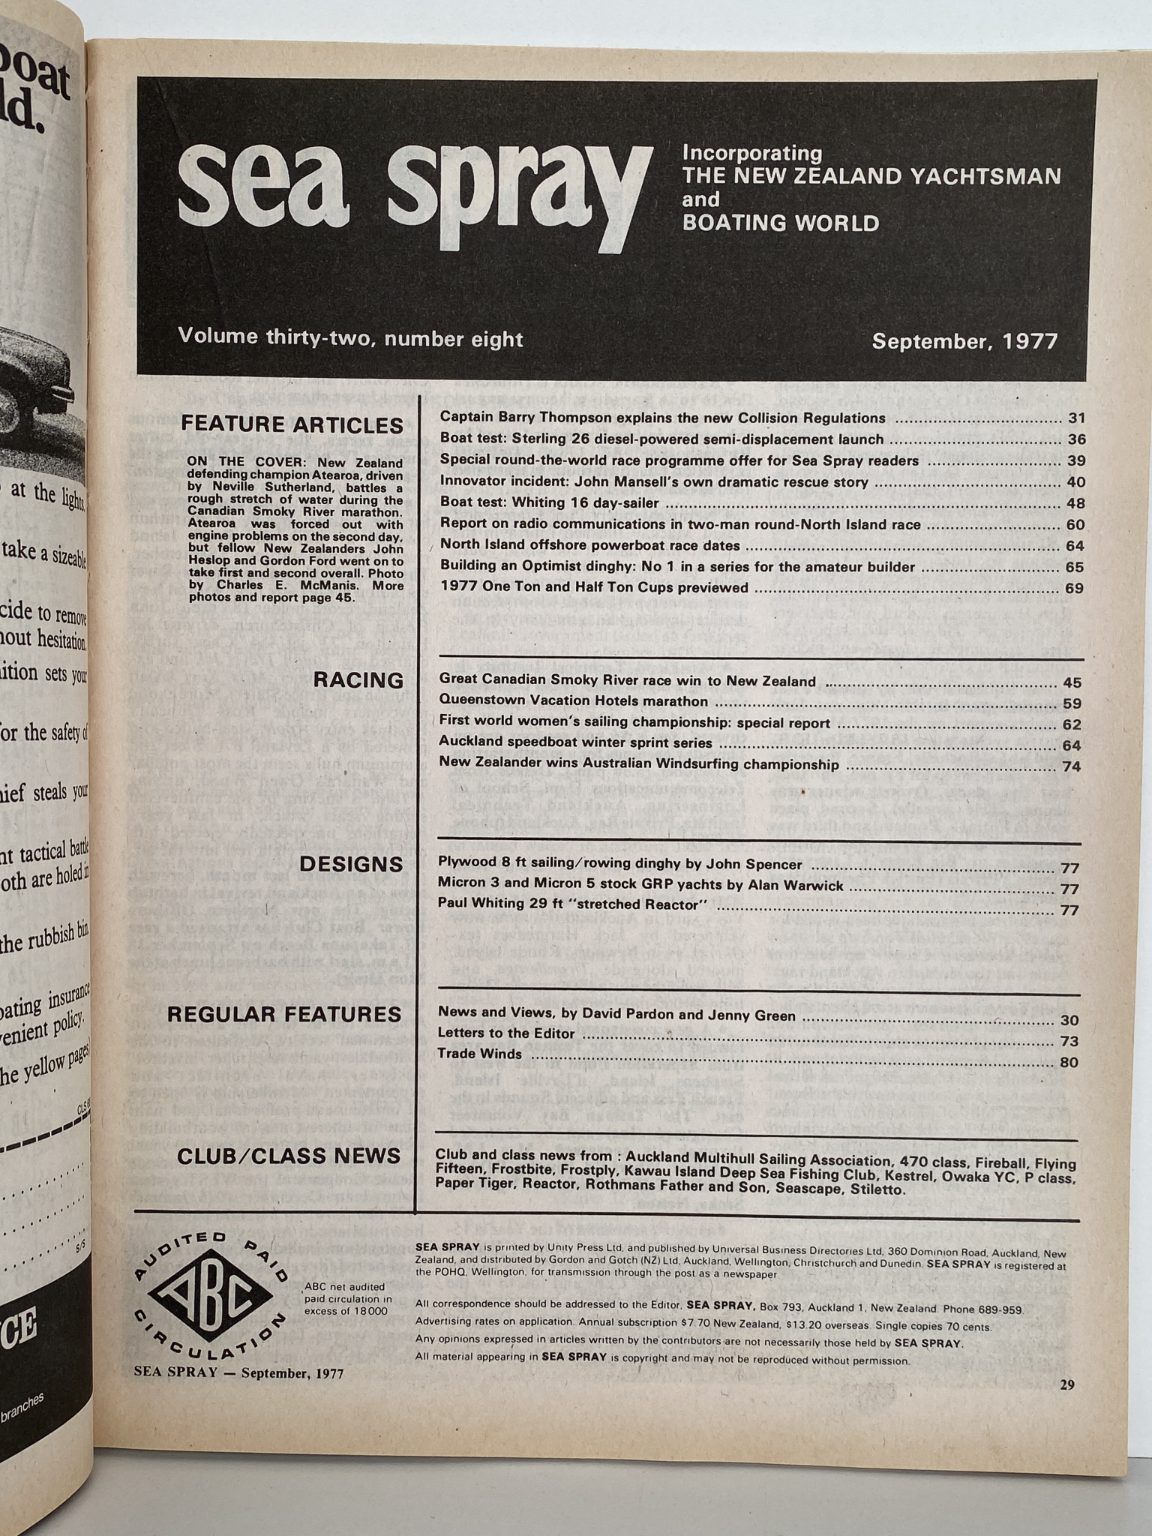 boat
ld.
at the lights,
take a sizeable
cide to remove
hout hesitation
ition sets your
or the safety of
hief steals your
nt tactical battle
oth are holed in
the rubbish bin.
oating insurance
venient policy.
he yellow pages
CLS
S/S
CE
branches
sea spray
Incorporating
THE NEW ZEALAND YACHTSMAN
and
BOATING WORLD
Volume thirty-two, number eight
September, 1977
FEATURE ARTICLES
ON THE COVER: New Zealand
defending champion Atearoa, driven
by Neville Sutherland, battles a
rough stretch of water during the
Canadian Smoky River marathon.
Atearoa was forced out with
engine problems on the second day,
but fellow New Zealanders John
Heslop and Gordon Ford went on to
take first and second overall. Photo
by Charles E. McManis. More
photos and report page 45.
Captain Barry Thompson explains the new Collision Regulations ... 31
Boat test: Sterling 26 diesel-powered semi-displacement launch ... 36
Special round-the-world race programme offer for Sea Spray readers ... 39
Innovator incident: John Mansell's own dramatic rescue story ... 40
Boat test: Whiting 16 day-sailer ... 48
Report on radio communications in two-man round-North Island race ... 60
North Island offshore powerboat race dates ... 64
Building an Optimist dinghy: No 1 in a series for the amateur builder ... 65
1977 One Ton and Half Ton Cups previewed ... 69
RACING
Great Canadian Smoky River race win to New Zealand ... 45
Queenstown Vacation Hotels marathon ... 59
First world women's sailing championship: special report ... 62
Auckland speedboat winter sprint series ... 64
New Zealander wins Australian Windsurfing championship ... 74
DESIGNS
Plywood 8 ft sailing/rowing dinghy by John Spencer ... 77
Micron 3 and Micron 5 stock GRP yachts by Alan Warwick ... 77
Paul Whiting 29 ft "stretched Reactor" ... 77
REGULAR FEATURES
News and Views, by David Pardon and Jenny Green ... 30
Letters to the Editor ... 73
Trade Winds ... 80
CLUB/CLASS NEWS
Club and class news from : Auckland Multihull Sailing Association, 470 class, Fireball, Flying
Fifteen, Frostbite, Frostply, Kawau Island Deep Sea Fishing Club, Kestrel, Owaka YC, P class,
Paper Tiger, Reactor, Rothmans Father and Son, Seascape, Stiletto.
AUDITED PAID
ABC
CIRCULATION
ABC net audited
paid circulation in
excess of 18000
SEA SPRAY is printed by Unity Press Ltd. and published by Universal Business Directories Ltd, 360 Dominion Road, Auckland, New
Zealand, and distributed by Gordon and Gotch (NZ) Ltd, Auckland, Wellington, Christchurch and Dunedin. SEA SPRAY is registered at
the POHQ, Wellington, for transmission through the post as a newspaper
All correspondence should be addressed to the Editor, SEA SPRAY, Box 793, Auckland 1, New Zealand. Phone 689-959.
Advertising rates on application. Annual subscription $7.70 New Zealand, $13.20 overseas. Single copies 70 cents.
Any opinions expressed in articles written by the contributors are not necessarily those held by SEA SPRAY.
All material appearing in SEA SPRAY is copyright and may not be reproduced without permission.
SEA SPRAY — September, 1977
29